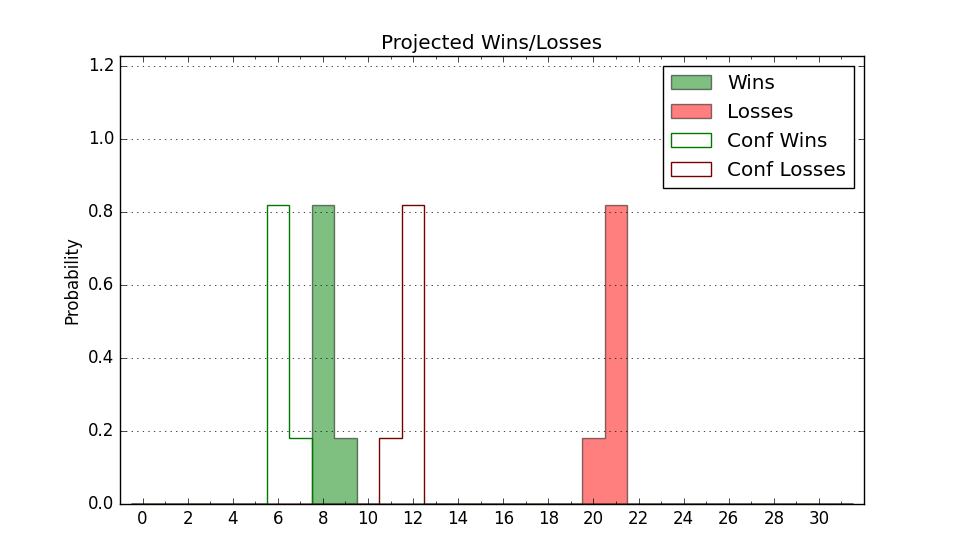 Projected Wins/Losses
1.2
1.0
0.8
0.6
0.4
0.2
0.0
Probability
Wins
Losses
Conf Wins
Conf Losses
0 2 4 6 8 10 12 14 16 18 20 22 24 26 28 30